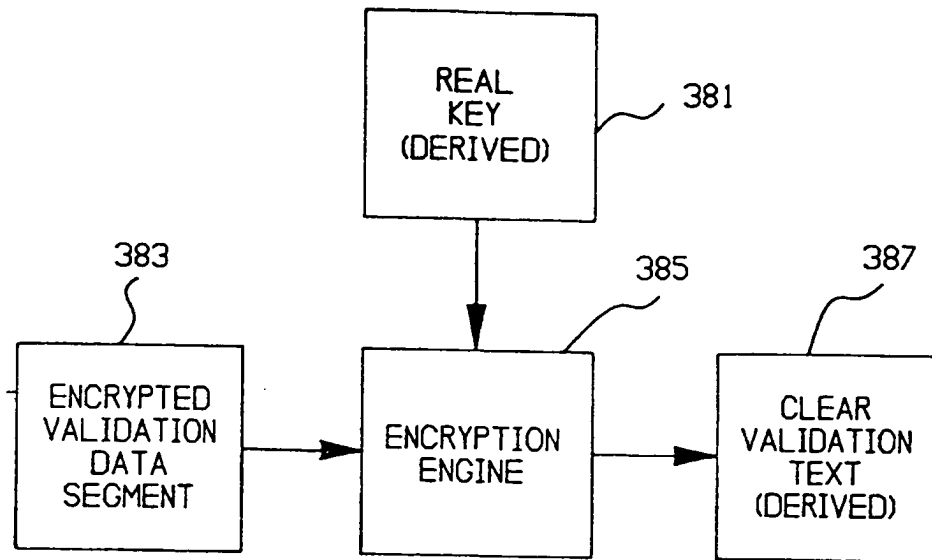 REAL
KEY
(DERIVED)
381
383
385
387
ENCRYPTED
VALIDATION
DATA
SEGMENT
ENCRYPTION
ENGINE
CLEAR
VALIDATION
TEXT
(DERIVED)